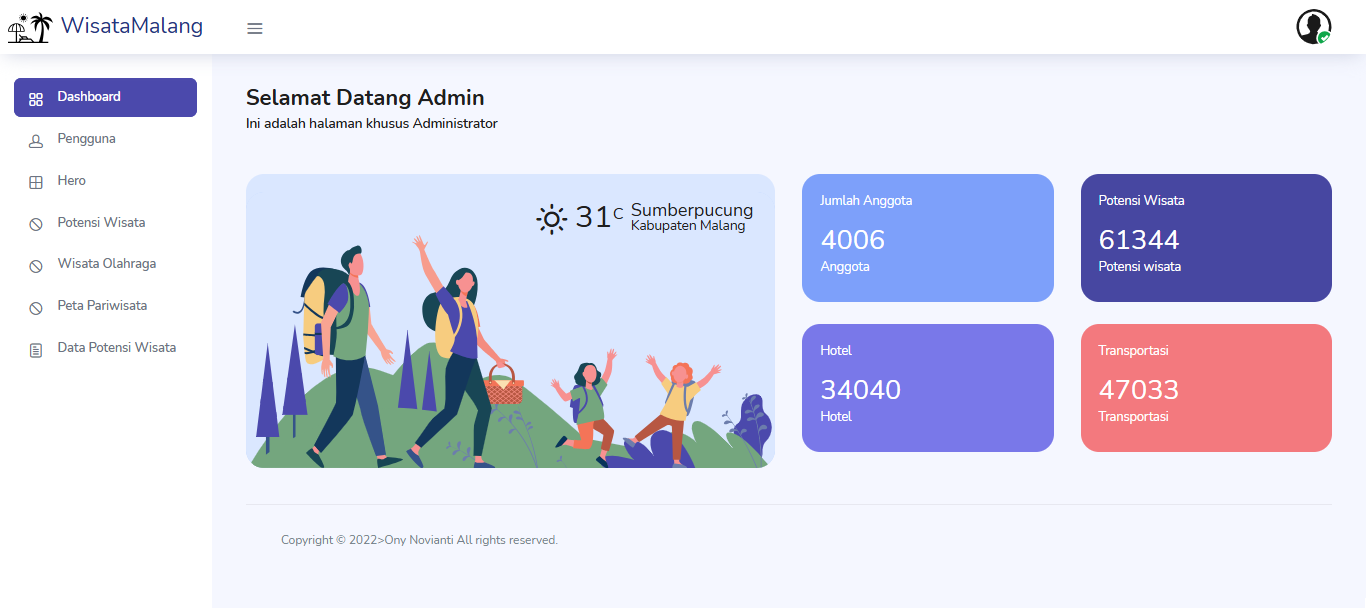 WisataMalang
Dashboard
Pengguna
Hero
Potensi Wisata
Wisata Olahraga
Peta Pariwisata
Data Potensi Wisata
Selamat Datang Admin
Ini adalah halaman khusus Administrator
31C
Sumberpucung
Kabupaten Malang
Jumlah Anggota
4006
Anggota
Potensi Wisata
61344
Potensi wisata
Hotel
34040
Hotel
Transportasi
47033
Transportasi
Copyright © 2022>Ony Novianti All rights reserved.